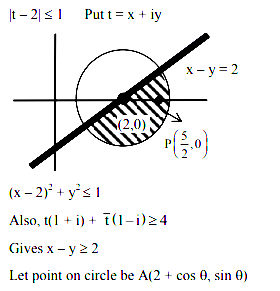 |t − 2| ≤ 1 Put t = x + iy
x − y = 2
(2,0)
P(5/2, 0)
(x − 2)² + y² ≤ 1
Also, t(1 + i) + t̅(1 − i) ≥ 4
Gives x − y ≥ 2
Let point on circle be A(2 + cos θ, sin θ)